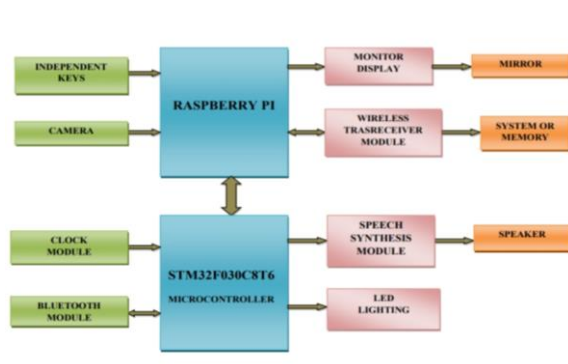 INDEPENDENT
KEYS
CAMERA
RASPBERRY PI
MONITOR
DISPLAY
MIRROR
WIRELESS
TRASRECEIVER
MODULE
SYSTEM OR
MEMORY
CLOCK
MODULE
BLUETOOTH
MODULE
STM32F030C8T6
MICROCONTROLLER
SPEECH
SYNTHESIS
MODULE
SPEAKER
LED
LIGHTING